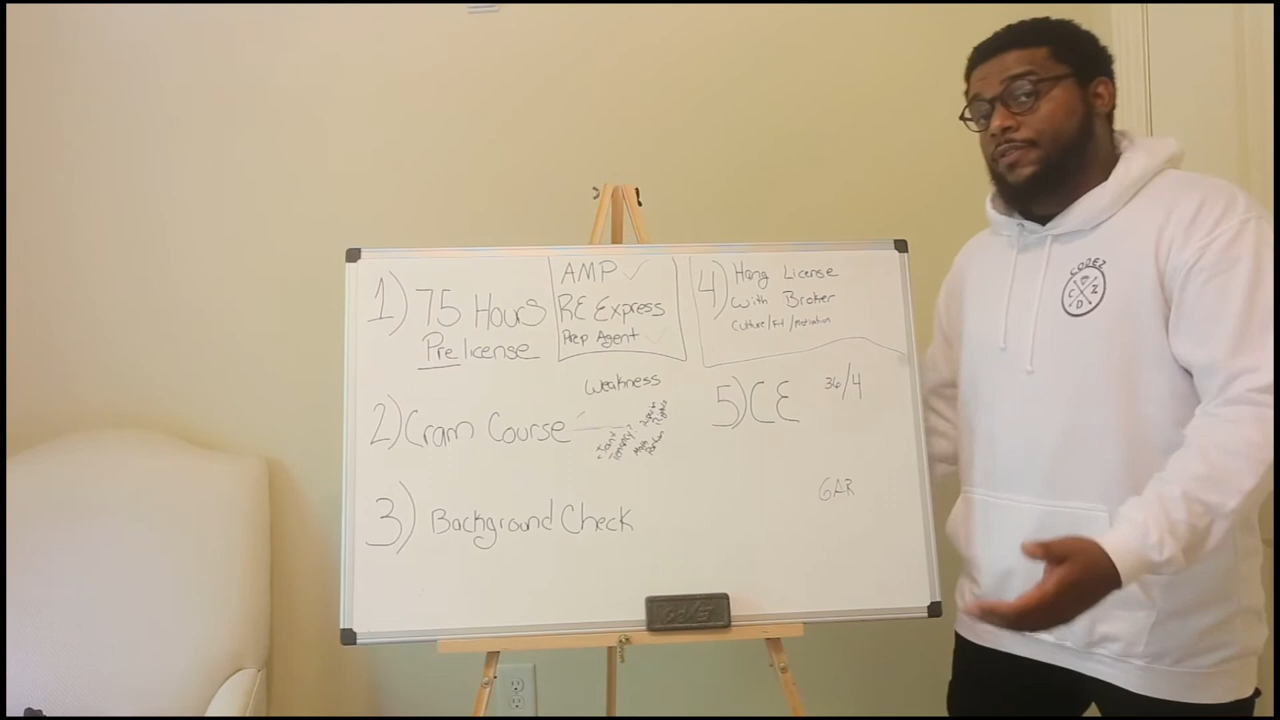 1) 75 Hours
Prelicense
AMP ✓
RE Express
Prep Agent
4) Hang License
with Broker
Culture/Fit/Motivation
Weakness
2) Cram Course
5) CE 36/4
3) Background Check
GAR
CODEZ
C D Z